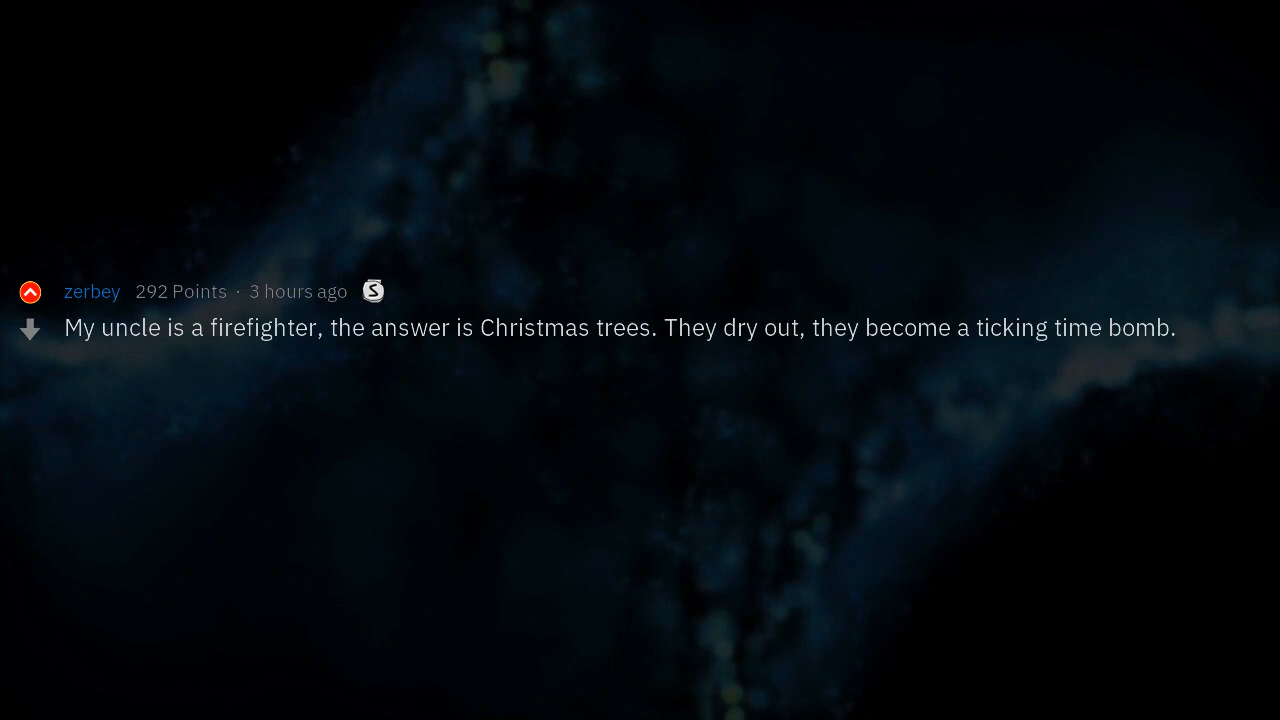 zerbey 292 Points · 3 hours ago S
My uncle is a firefighter, the answer is Christmas trees. They dry out, they become a ticking time bomb.